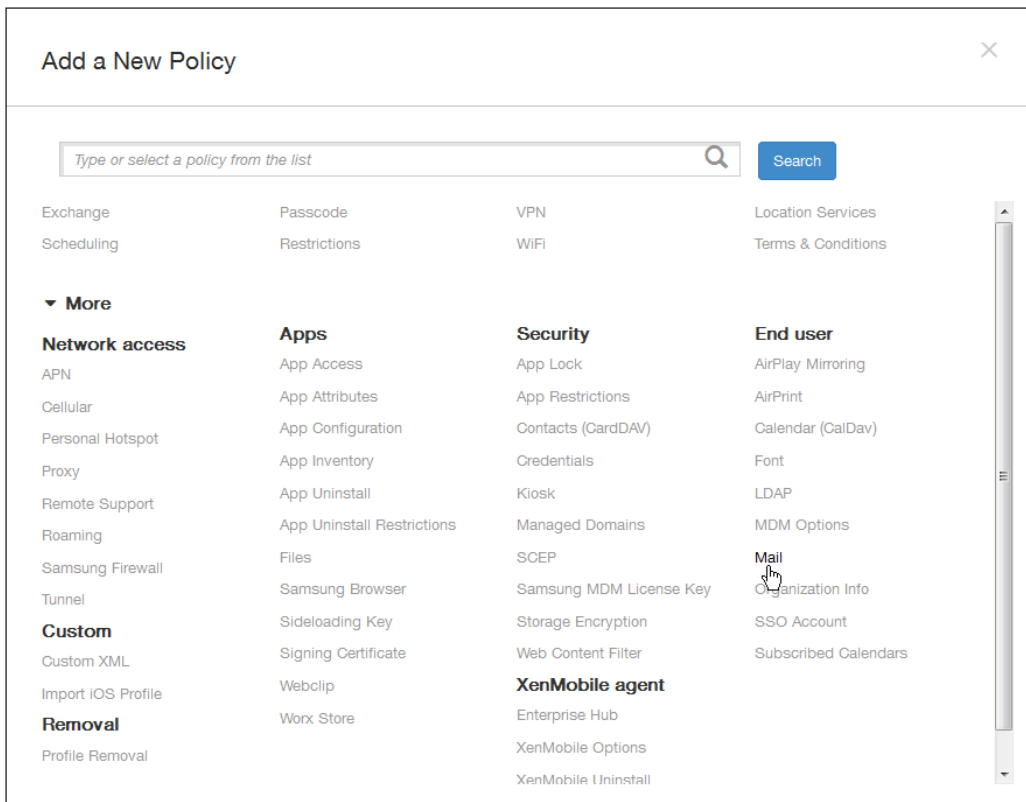 Add a New Policy
Type or select a policy from the list
Search
Exchange
Passcode
VPN
Location Services
Scheduling
Restrictions
WiFi
Terms & Conditions
More
Network access
APN
Cellular
Personal Hotspot
Proxy
Remote Support
Roaming
Samsung Firewall
Tunnel
Custom
Custom XML
Import iOS Profile
Removal
Profile Removal
Apps
App Access
App Attributes
App Configuration
App Inventory
App Uninstall
App Uninstall Restrictions
Files
Samsung Browser
Sideloading Key
Signing Certificate
Webclip
Worx Store
Security
App Lock
App Restrictions
Contacts (CardDAV)
Credentials
Kiosk
Managed Domains
SCEP
Samsung MDM License Key
Storage Encryption
Web Content Filter
XenMobile agent
Enterprise Hub
XenMobile Options
XenMobile Uninstall
End user
AirPlay Mirroring
AirPrint
Calendar (CalDav)
Font
LDAP
MDM Options
Mail
Organization Info
SSO Account
Subscribed Calendars